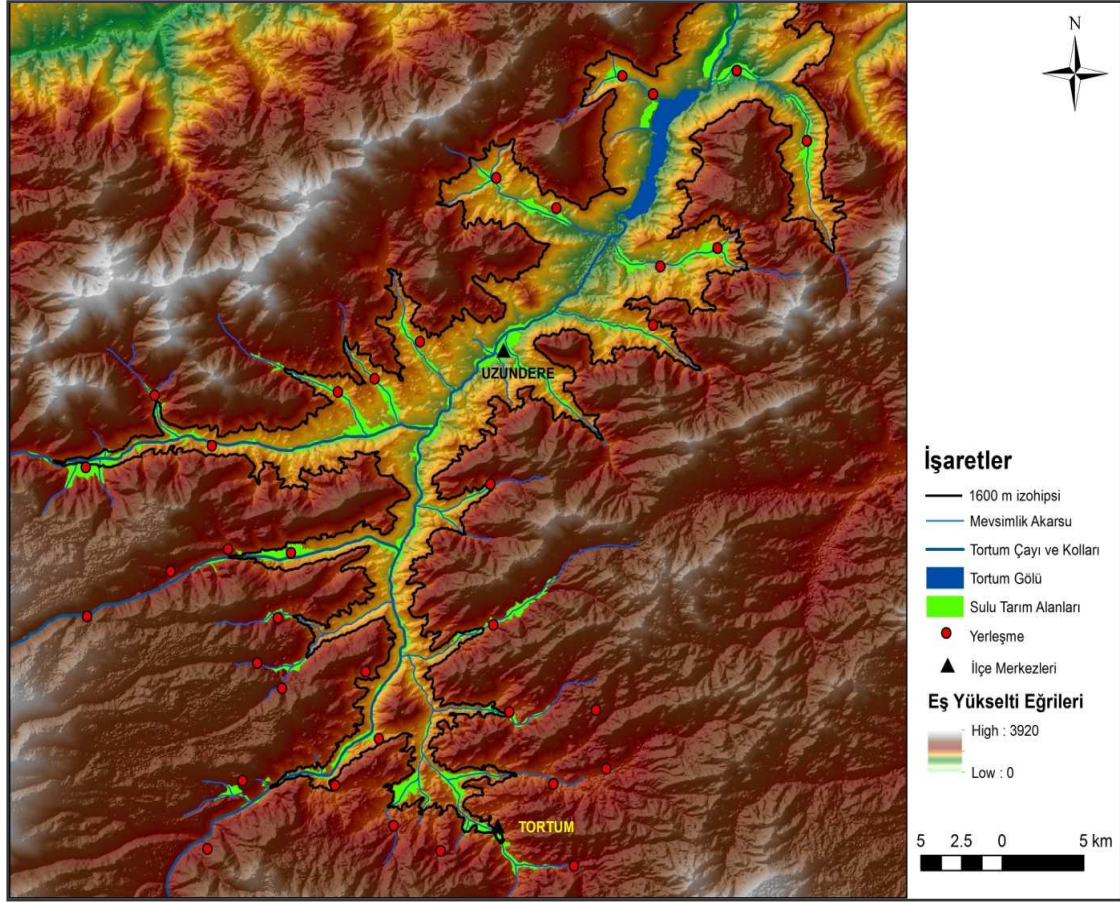 N
UZUNDERE
TORTUM
İşaretler
1600 m izohipsi
Mevsimlik Akarsu
Tortum Çayı ve Kolları
Tortum Gölü
Sulu Tarım Alanları
Yerleşme
İlçe Merkezleri
Eş Yükselti Eğrileri
High : 3920
Low : 0
5 2.5 0 5 km